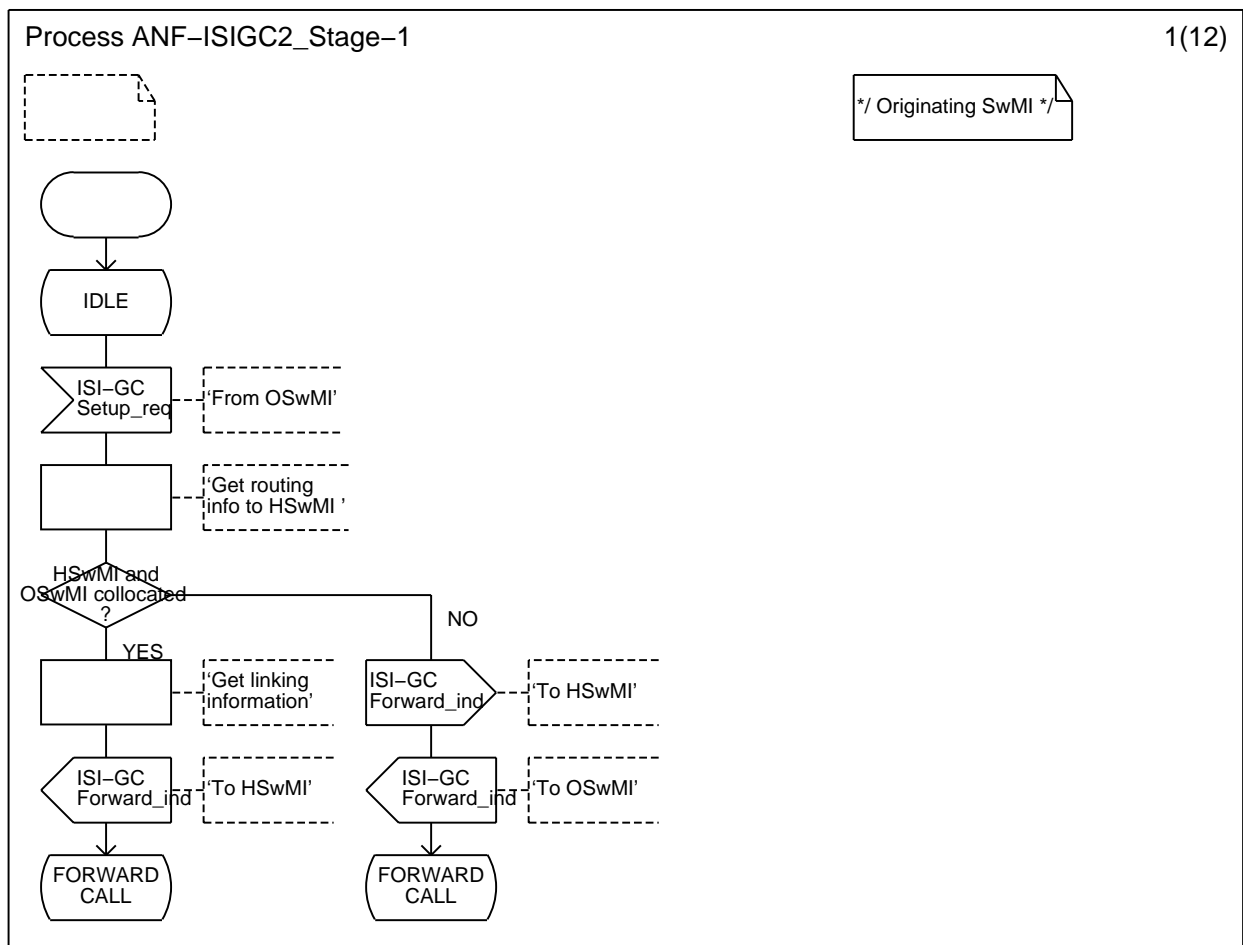 Process ANF−ISIGC2_Stage−1
1(12)
*/ Originating SwMI */
IDLE
ISI−GC
Setup_req
‘From OSwMI’
‘Get routing
info to HSwMI ’
HSwMI and
OSwMI collocated
?
NO
YES
‘Get linking
information’
ISI−GC
Forward_ind
‘To HSwMI’
ISI−GC
Forward_ind
‘To HSwMI’
ISI−GC
Forward_ind
‘To OSwMI’
FORWARD
CALL
FORWARD
CALL